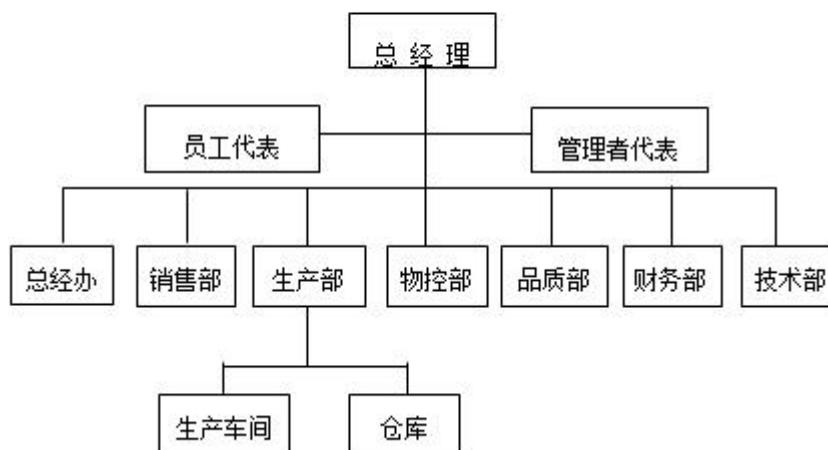 总 经 理
员工代表
管理者代表
总经办
销售部
生产部
物控部
品质部
财务部
技术部
生产车间
仓库